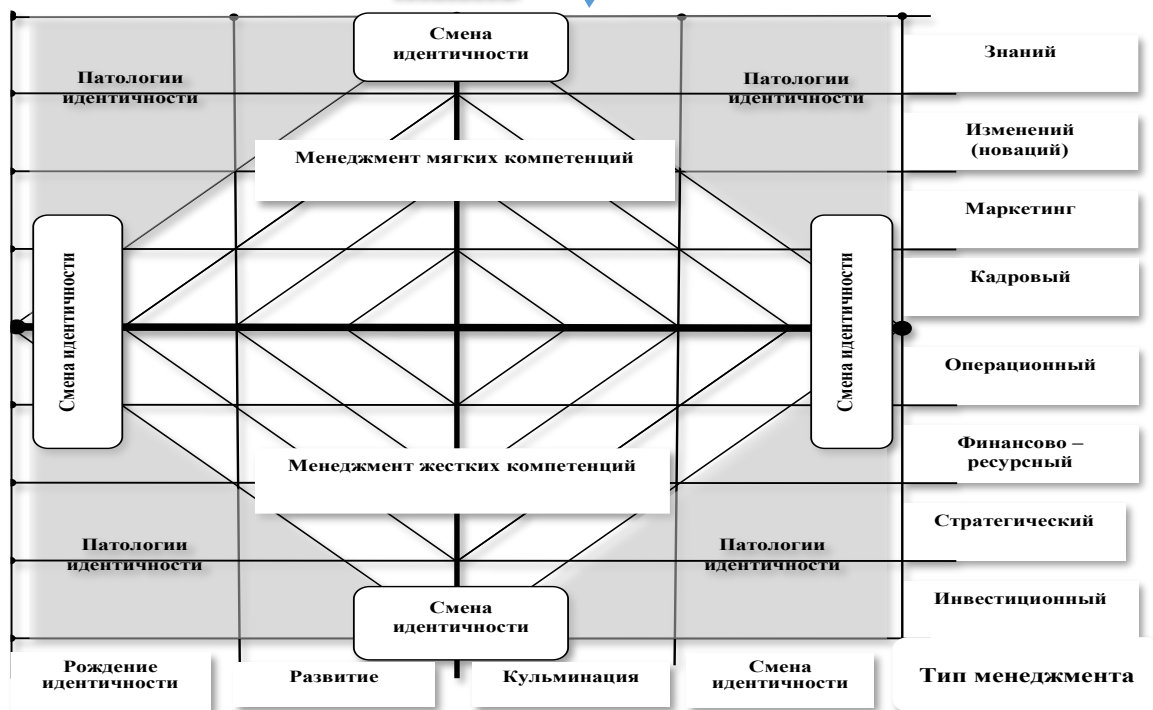 Смена
идентичности
Знаний
Патологии
идентичности
Патологии
идентичности
Изменений
(новаций)
Менеджмент мягких компетенций
Маркетинг
Смена идентичности
Смена идентичности
Кадровый
Операционный
Финансово –
ресурсный
Менеджмент жестких компетенций
Стратегический
Патологии
идентичности
Патологии
идентичности
Инвестиционный
Смена
идентичности
Рождение
идентичности
Развитие
Кульминация
Смена
идентичности
Тип менеджмента